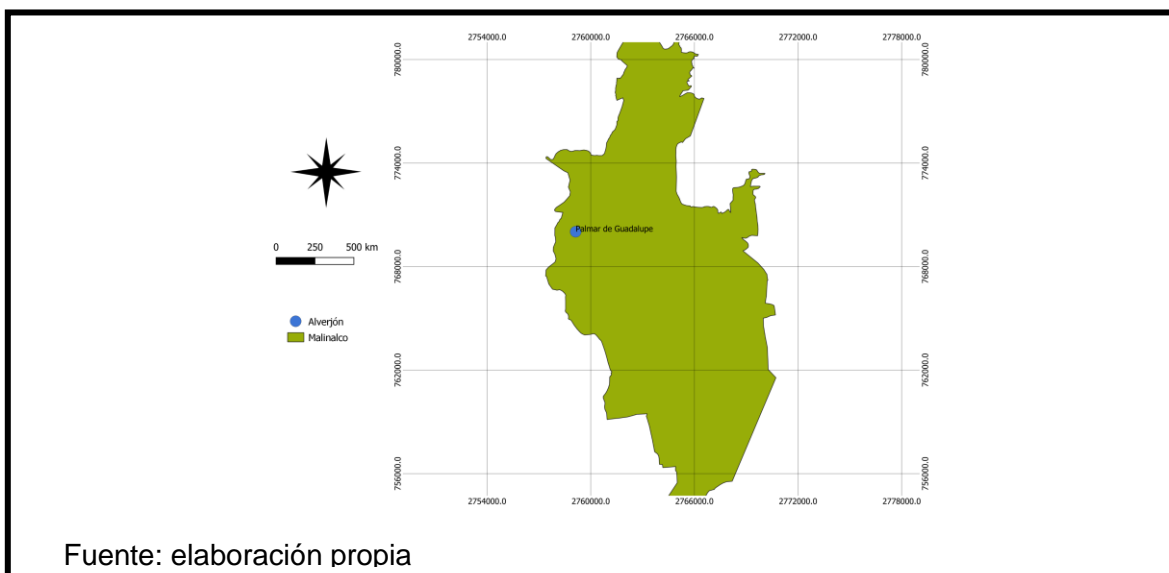 2754000.0 2760000.0 2766000.0 2772000.0 2778000.0
780000.0 780000.0
774000.0 774000.0
Palmar de Guadalupe
0 250 500 km
768000.0 768000.0
Alverjón
Malinalco
762000.0 762000.0
756000.0 756000.0
2754000.0 2760000.0 2766000.0 2772000.0 2778000.0
Fuente: elaboración propia